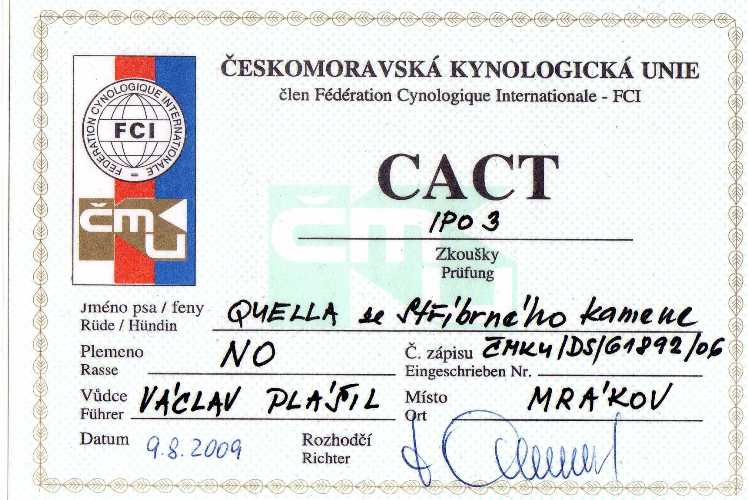 ČESKOMORAVSKÁ KYNOLOGICKÁ UNIE
člen Fédération Cynologique Internationale - FCI
FÉDÉRATION CYNOLOGIQUE INTERNATIONALE
FCI
čmku
CACT
IPO 3
Zkoušky
Prüfung
Jméno psa / feny QUELLA ze Stříbrného kamene
Rüde / Hündin
Plemeno NO Č. zápisu ČMKU/DS/61892/06
Rasse Eingeschrieben Nr.
Vůdce VÁCLAV PLÁŠIL Místo MRÁKOV
Führer Ort
Datum 9.8.2009 Rozhodčí
Richter